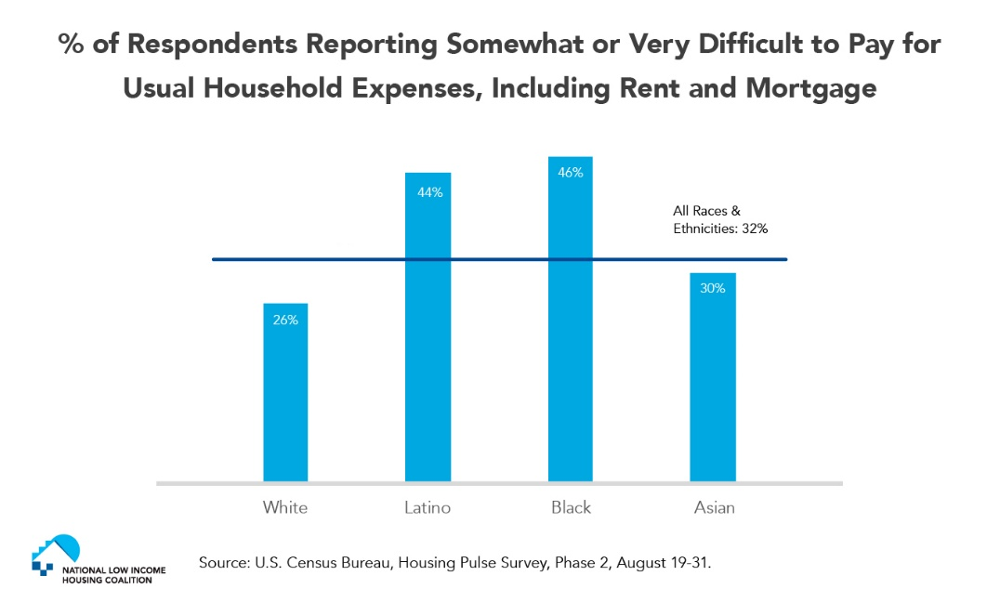 % of Respondents Reporting Somewhat or Very Difficult to Pay for
Usual Household Expenses, Including Rent and Mortgage
46%
44%
All Races &
Ethnicities: 32%
30%
26%
White
Latino
Black
Asian
NATIONAL LOW INCOME
HOUSING COALITION
Source: U.S. Census Bureau, Housing Pulse Survey, Phase 2, August 19-31.